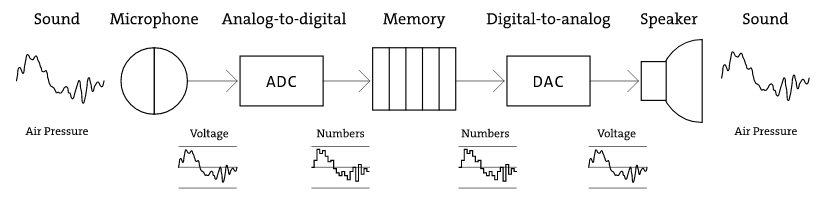 Sound
Microphone
Analog-to-digital
Memory
Digital-to-analog
Speaker
Sound
ADC
DAC
Air Pressure
Voltage
Numbers
Numbers
Voltage
Air Pressure